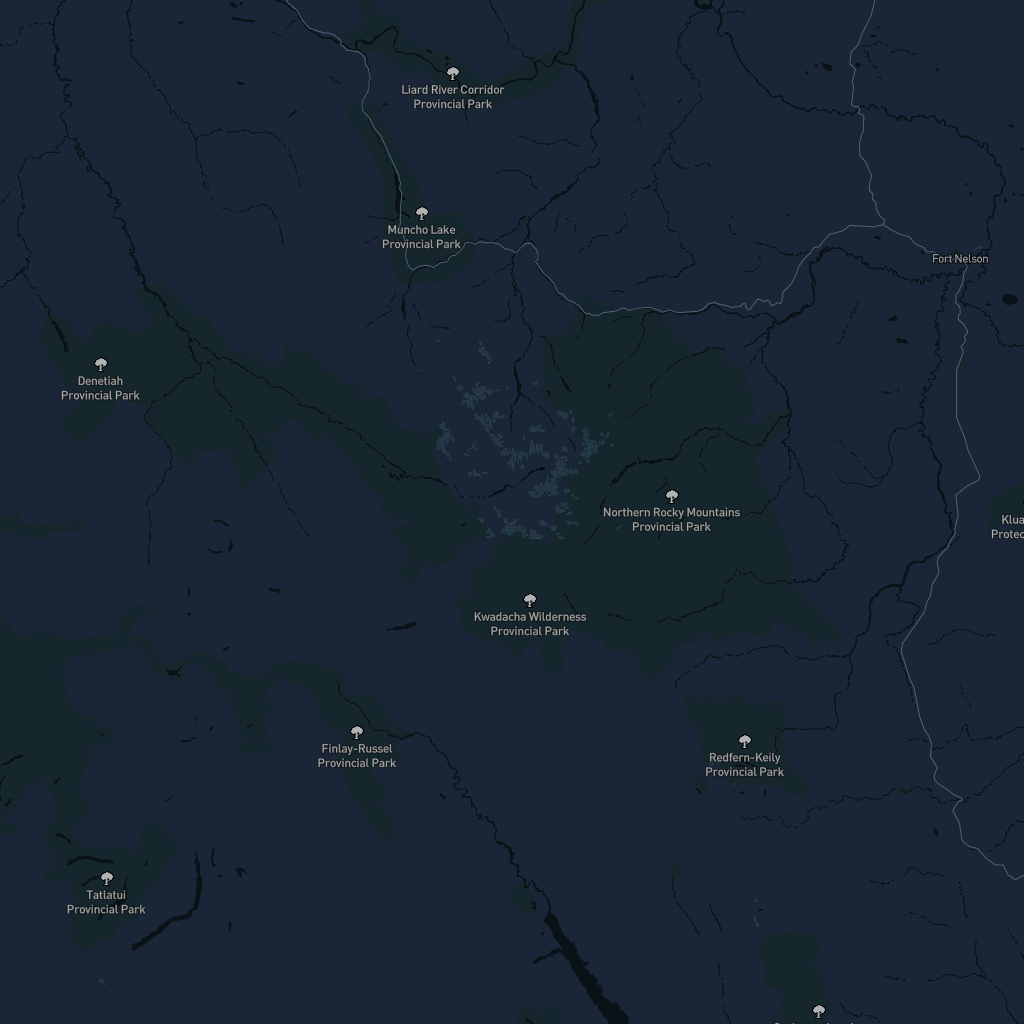 Liard River Corridor
Provincial Park
Muncho Lake
Provincial Park
Fort Nelson
Denetiah
Provincial Park
Northern Rocky Mountains
Provincial Park
Klua
Protec
Kwadacha Wilderness
Provincial Park
Finlay-Russel
Provincial Park
Redfern-Keily
Provincial Park
Tatlatui
Provincial Park